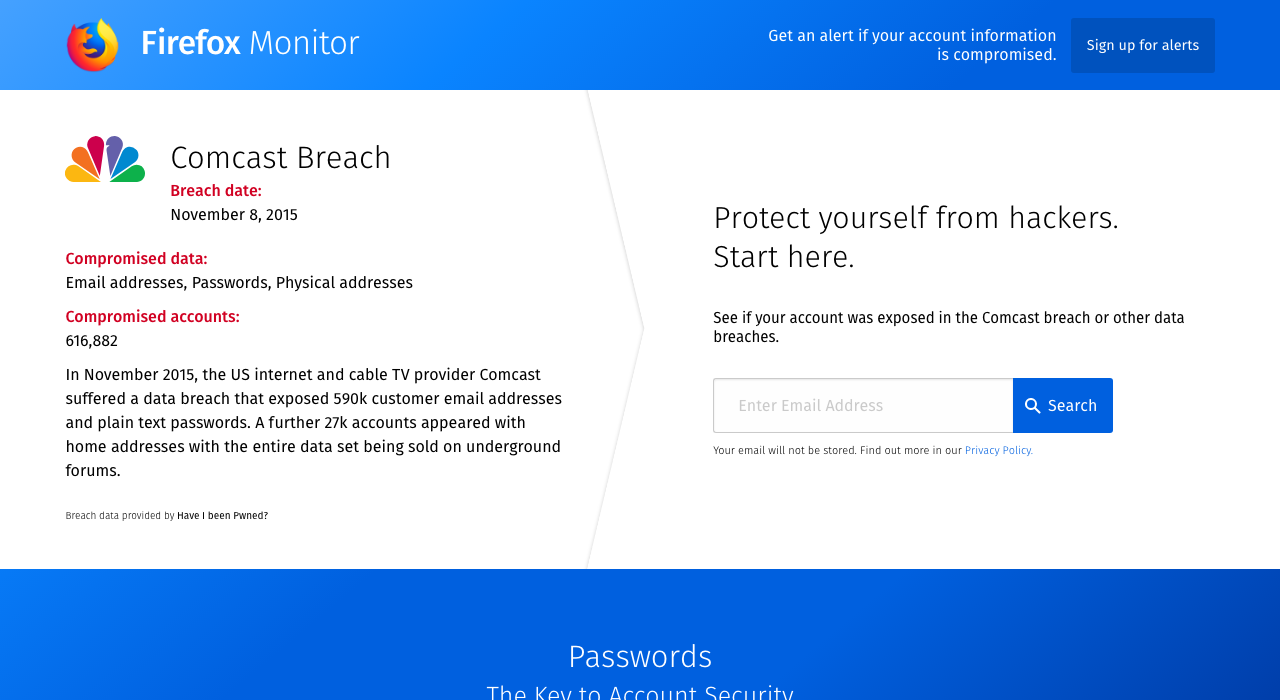 Firefox Monitor
Get an alert if your account information
is compromised.
Sign up for alerts
Comcast Breach
Breach date:
November 8, 2015
Compromised data:
Email addresses, Passwords, Physical addresses
Compromised accounts:
616,882
In November 2015, the US internet and cable TV provider Comcast
suffered a data breach that exposed 590k customer email addresses
and plain text passwords. A further 27k accounts appeared with
home addresses with the entire data set being sold on underground
forums.
Breach data provided by Have I been Pwned?
Protect yourself from hackers.
Start here.
See if your account was exposed in the Comcast breach or other data
breaches.
Enter Email Address
Search
Your email will not be stored. Find out more in our Privacy Policy.
Passwords
The Key to Account Security